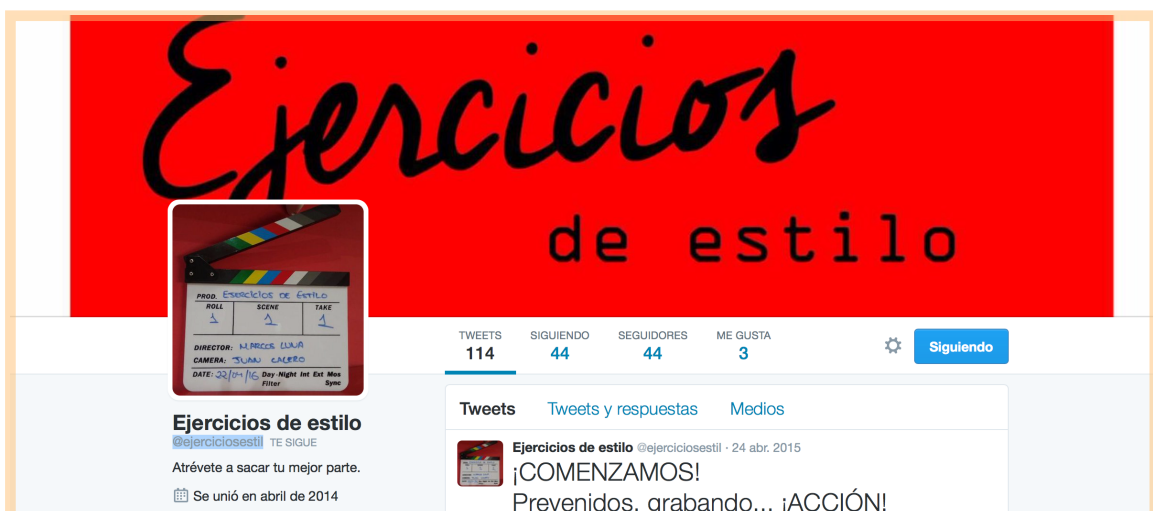 Ejercicios
de estilo
PROD. EJERCICIOS DE ESTILO
ROLL SCENE TAKE
1 1 1
DIRECTOR: MARCOS LUNA
CAMERA: JUAN CALERO
DATE: 22/04/15 Day-Night Int Ext Mos
Filter Sync
TWEETS SIGUIENDO SEGUIDORES ME GUSTA
114 44 44 3
Siguiendo
Ejercicios de estilo
@ejerciciosestil TE SIGUE
Atrévete a sacar tu mejor parte.
Se unió en abril de 2014
Tweets Tweets y respuestas Medios
Ejercicios de estilo @ejerciciosestil · 24 abr. 2015
¡COMENZAMOS!
Prevenidos, grabando... ¡ACCIÓN!